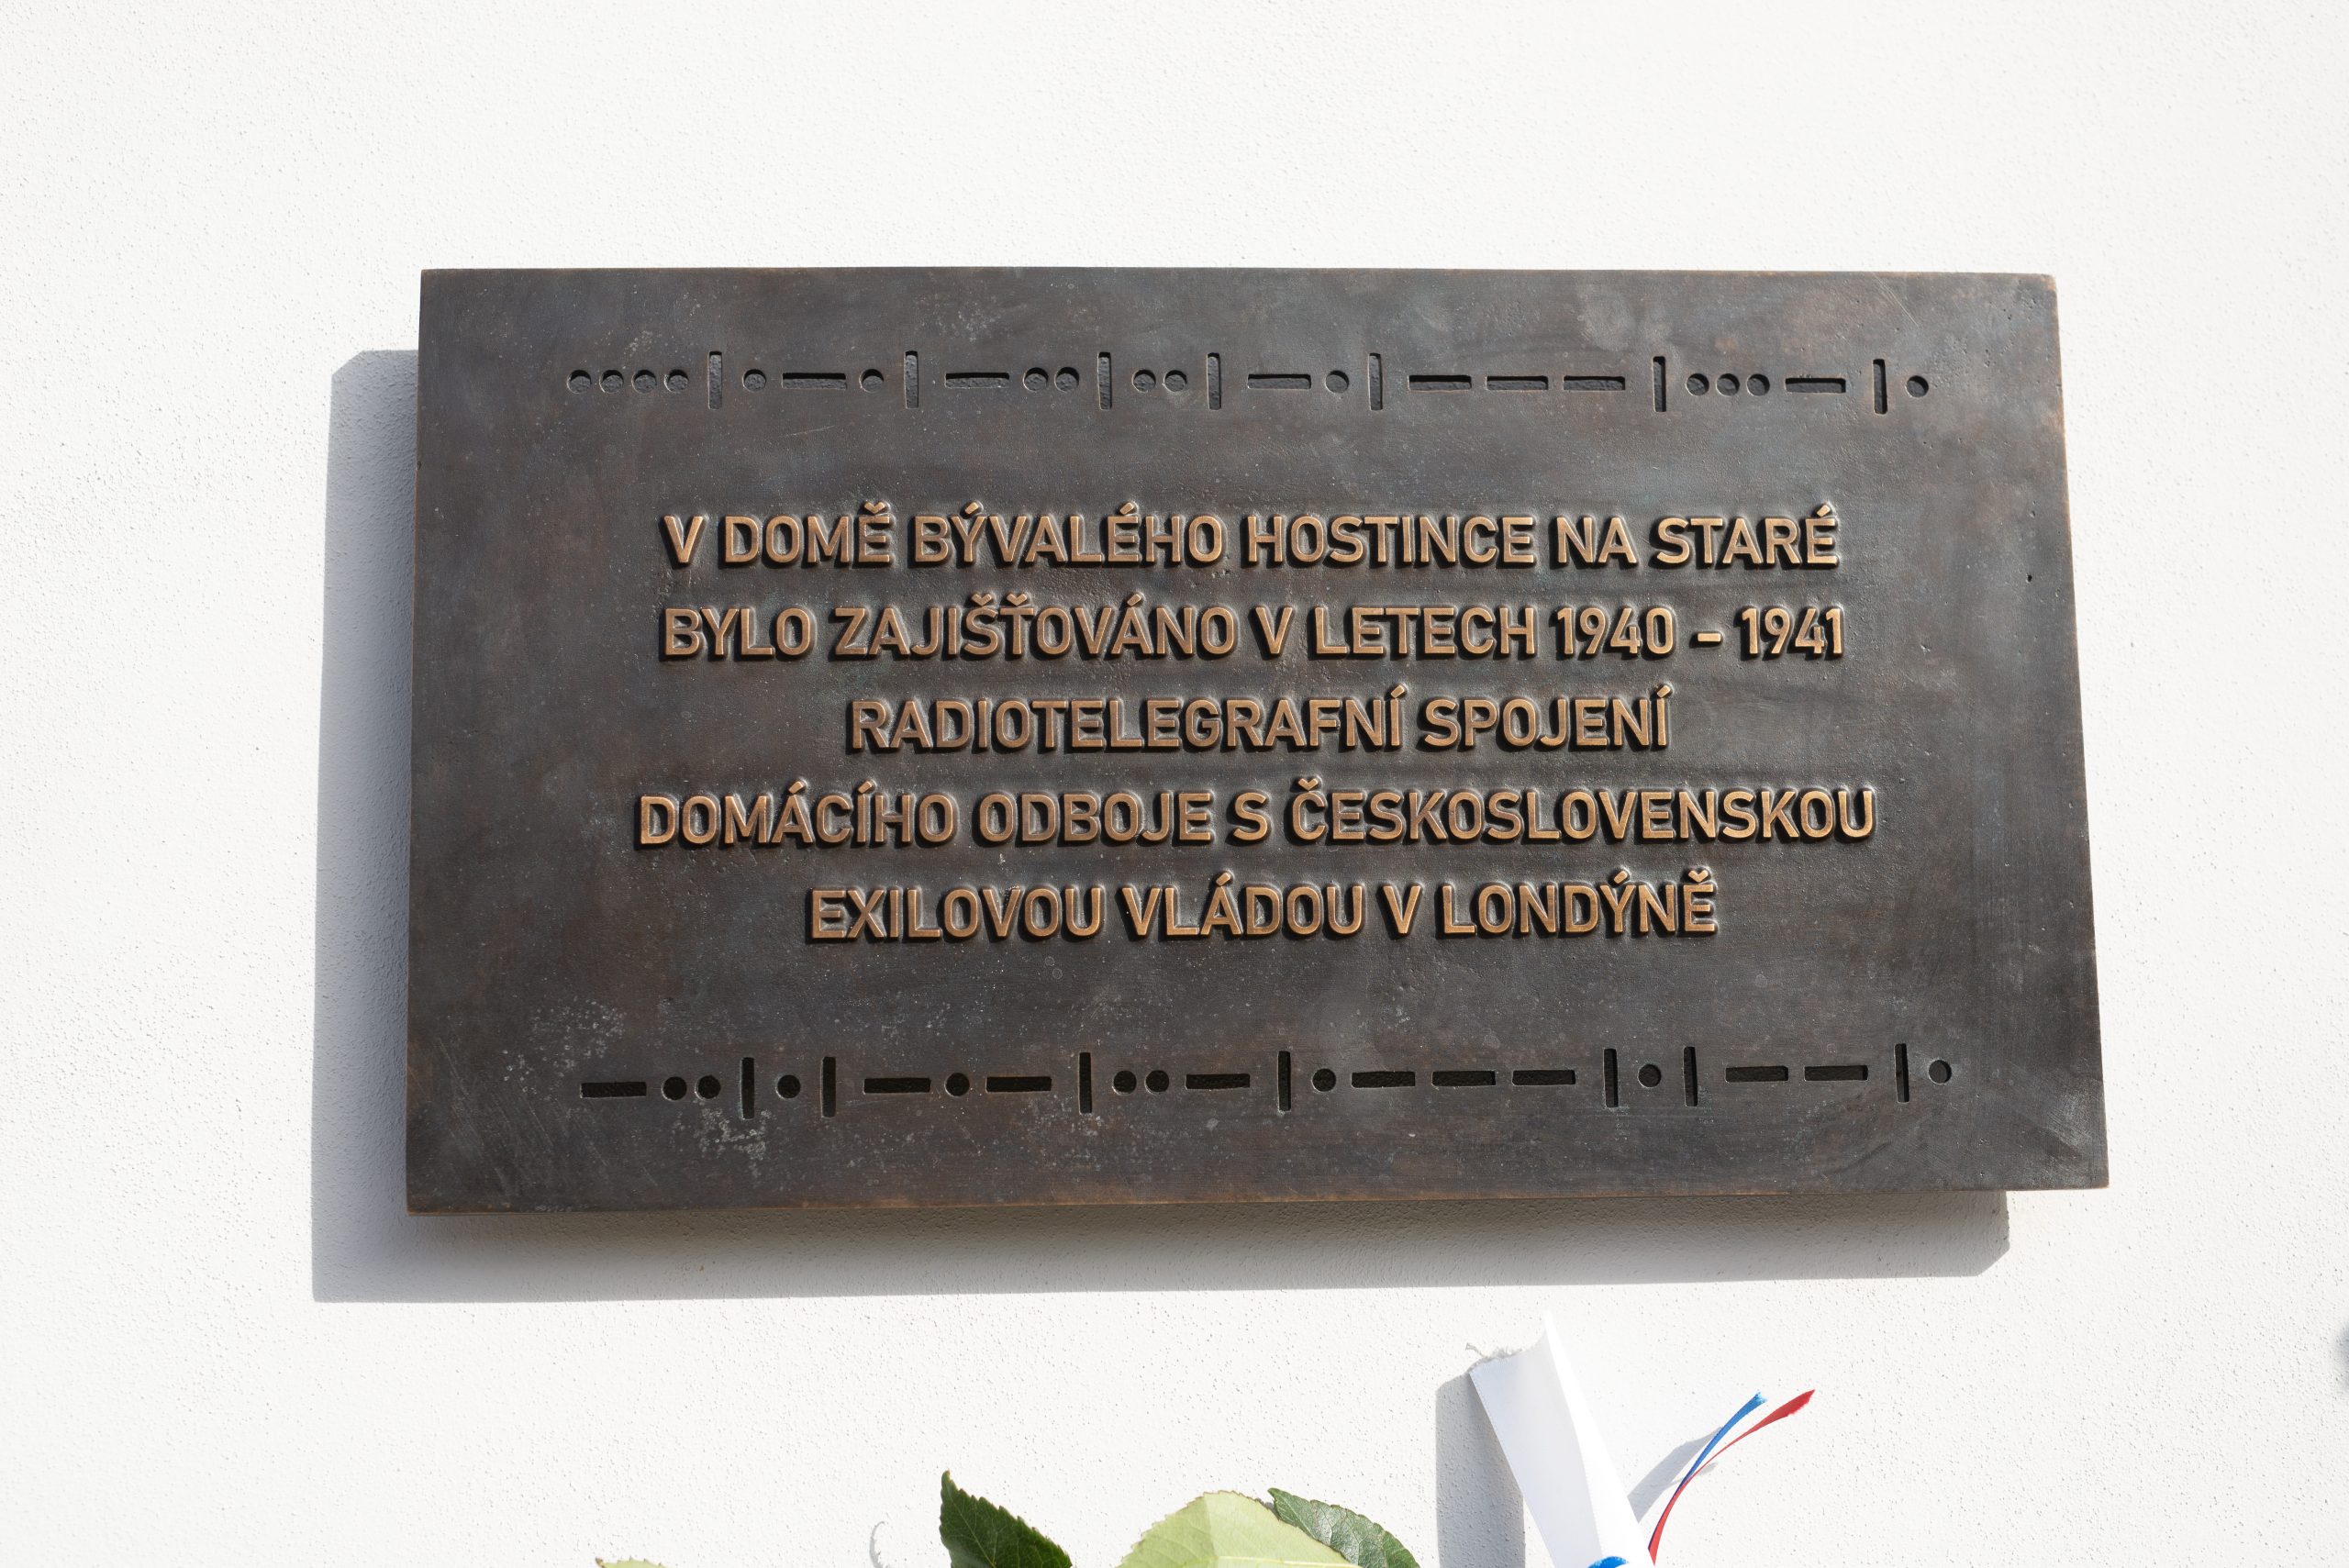 ••••|•—•|—••|••|—•|———|•••—|•
V DOMĚ BÝVALÉHO HOSTINCE NA STARÉ
BYLO ZAJIŠŤOVÁNO V LETECH 1940 – 1941
RADIOTELEGRAFNÍ SPOJENÍ
DOMÁCÍHO ODBOJE S ČESKOSLOVENSKOU
EXILOVOU VLÁDOU V LONDÝNĚ
—••|•|—•—|••—|•———|•|——|•